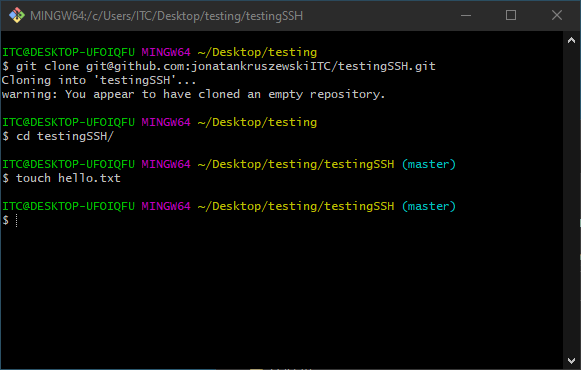 MINGW64:/c/Users/ITC/Desktop/testing/testingSSH
ITC@DESKTOP-UFOIQFU MINGW64 ~/Desktop/testing
$ git clone git@github.com:jonatankruszewskiITC/testingSSH.git
Cloning into 'testingSSH'...
warning: You appear to have cloned an empty repository.
ITC@DESKTOP-UFOIQFU MINGW64 ~/Desktop/testing
$ cd testingSSH/
ITC@DESKTOP-UFOIQFU MINGW64 ~/Desktop/testing/testingSSH (master)
$ touch hello.txt
ITC@DESKTOP-UFOIQFU MINGW64 ~/Desktop/testing/testingSSH (master)
$